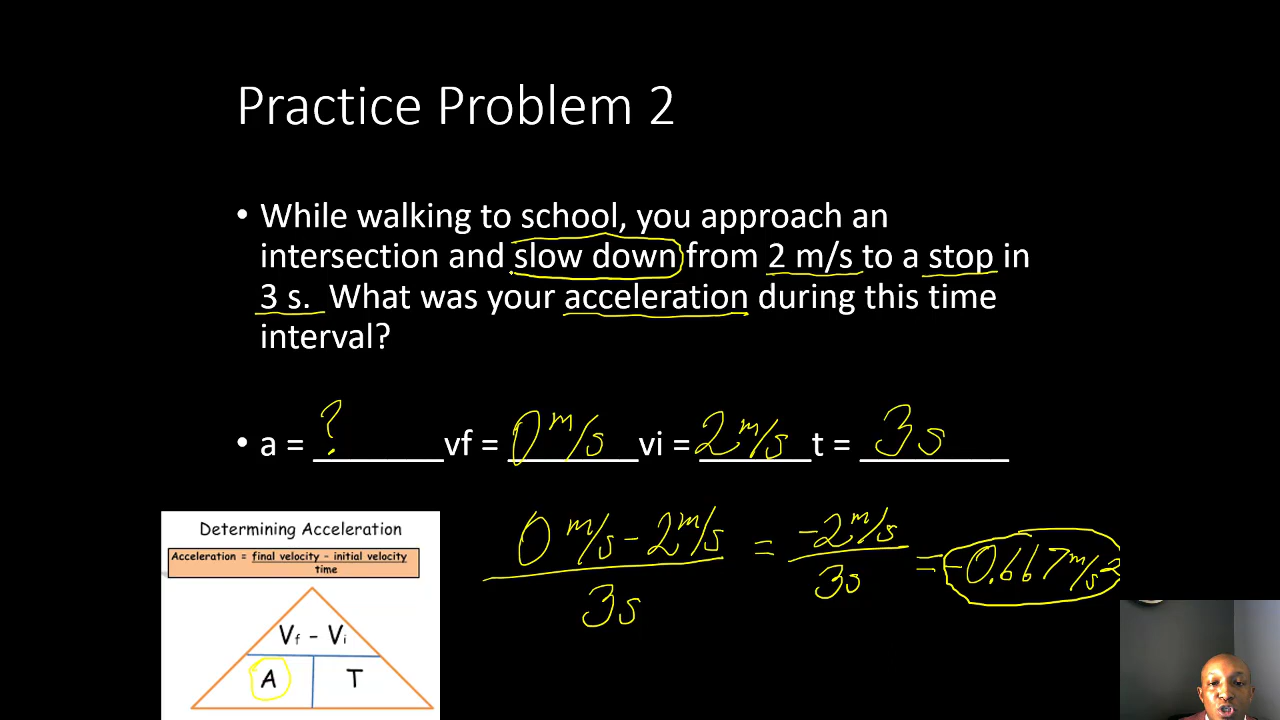 Practice Problem 2
• While walking to school, you approach an
intersection and slow down from 2 m/s to a stop in
3 s. What was your acceleration during this time
interval?
• a = ? vf = 0 m/s vi = 2 m/s t = 3 s
0 m/s - 2 m/s = -2 m/s = -0.667 m/s²
3s 3s
Determining Acceleration
Acceleration = final velocity - initial velocity
time
Vf - Vi
A T